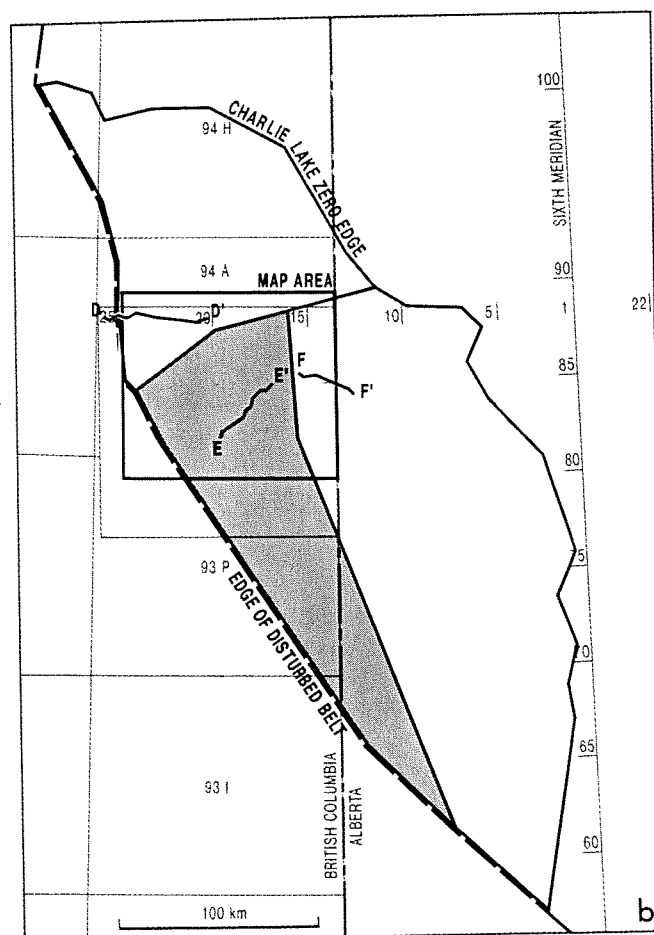 100
CHARLIE LAKE ZERO EDGE
94 H
SIXTH MERIDIAN
94 A
90
MAP AREA
D
25
20
D'
15
10
5
1
22
F
85
E'
F'
E
80
93 P
75
EDGE OF DISTURBED BELT
70
65
93 I
BRITISH COLUMBIA
ALBERTA
60
100 km
b